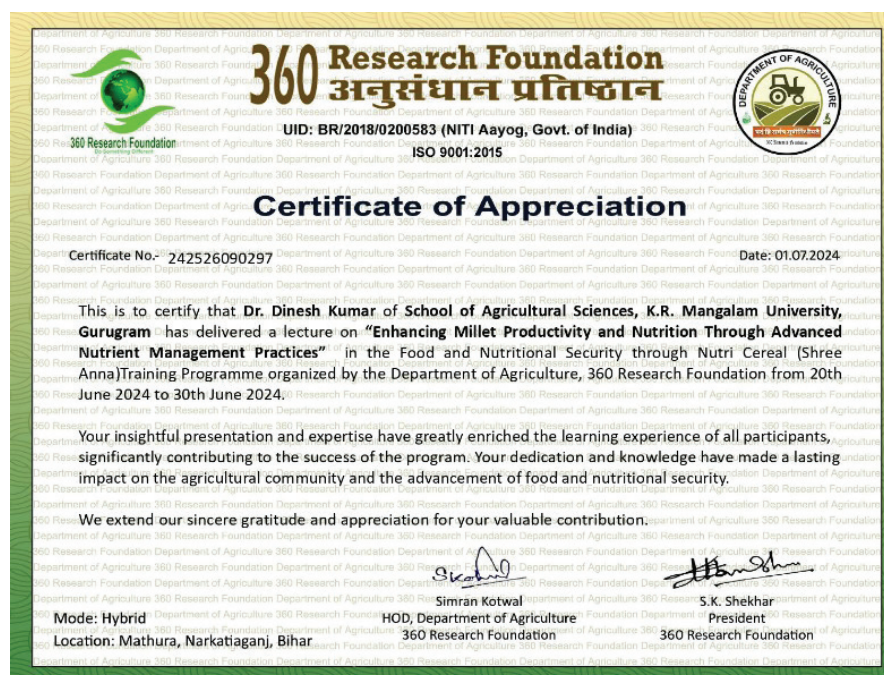 360 Research Foundation
अनुसंधान प्रतिष्ठान
360 Research Foundation
DEPARTMENT OF AGRICULTURE
UID: BR/2018/0200583 (NITI Aayog, Govt. of India)
ISO 9001:2015
Certificate of Appreciation
Certificate No.- 242526090297
Date: 01.07.2024
This is to certify that Dr. Dinesh Kumar of School of Agricultural Sciences, K.R. Mangalam University,
Gurugram has delivered a lecture on “Enhancing Millet Productivity and Nutrition Through Advanced
Nutrient Management Practices” in the Food and Nutritional Security through Nutri Cereal (Shree
Anna)Training Programme organized by the Department of Agriculture, 360 Research Foundation from 20th
June 2024 to 30th June 2024.
Your insightful presentation and expertise have greatly enriched the learning experience of all participants,
significantly contributing to the success of the program. Your dedication and knowledge have made a lasting
impact on the agricultural community and the advancement of food and nutritional security.
We extend our sincere gratitude and appreciation for your valuable contribution.
Simran Kotwal
HOD, Department of Agriculture
360 Research Foundation
S.K. Shekhar
President
360 Research Foundation
Mode: Hybrid
Location: Mathura, Narkatiaganj, Bihar